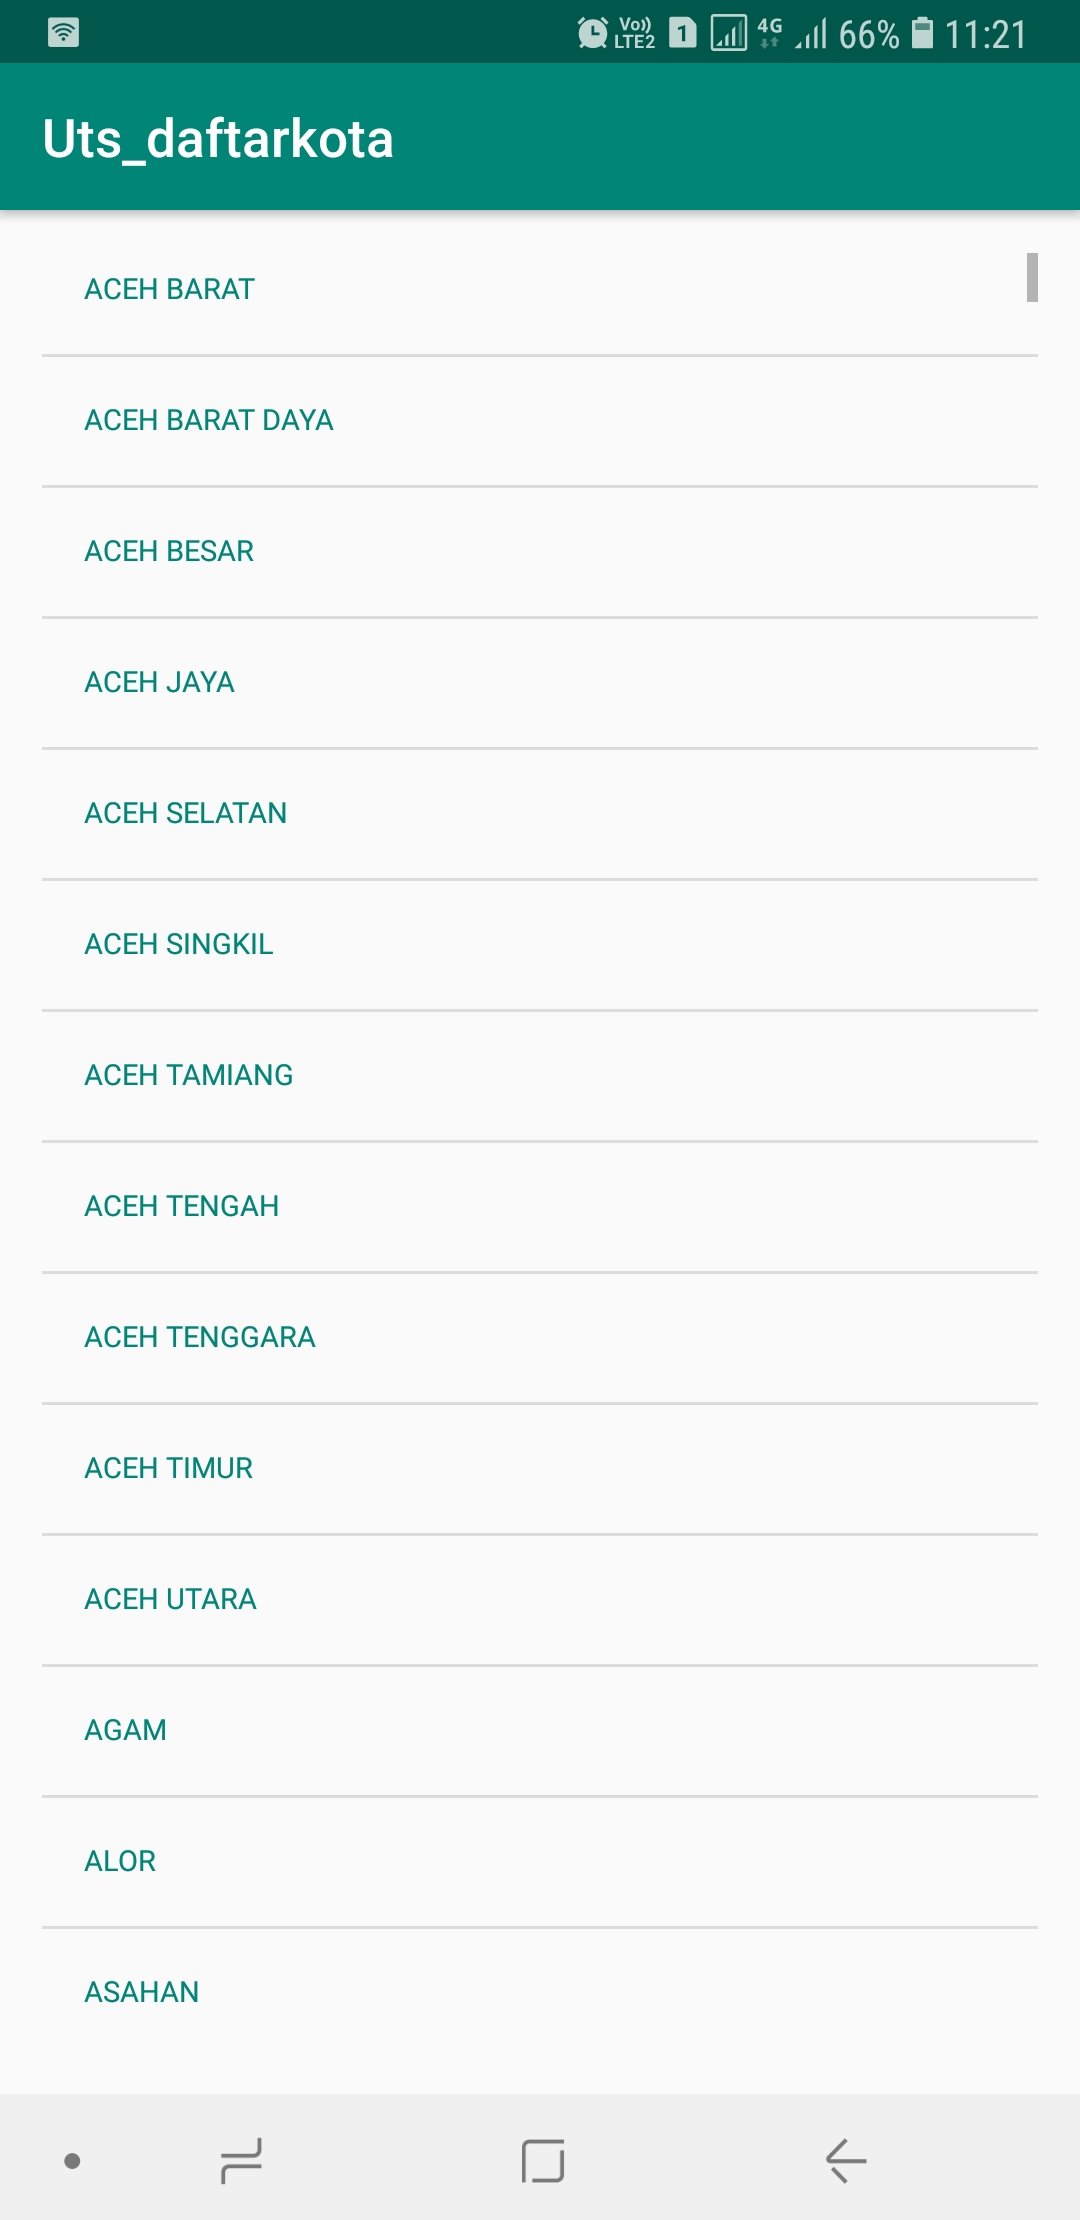 Vo)) LTE2 1 4G 66% 11:21
Uts_daftarkota
ACEH BARAT
ACEH BARAT DAYA
ACEH BESAR
ACEH JAYA
ACEH SELATAN
ACEH SINGKIL
ACEH TAMIANG
ACEH TENGAH
ACEH TENGGARA
ACEH TIMUR
ACEH UTARA
AGAM
ALOR
ASAHAN